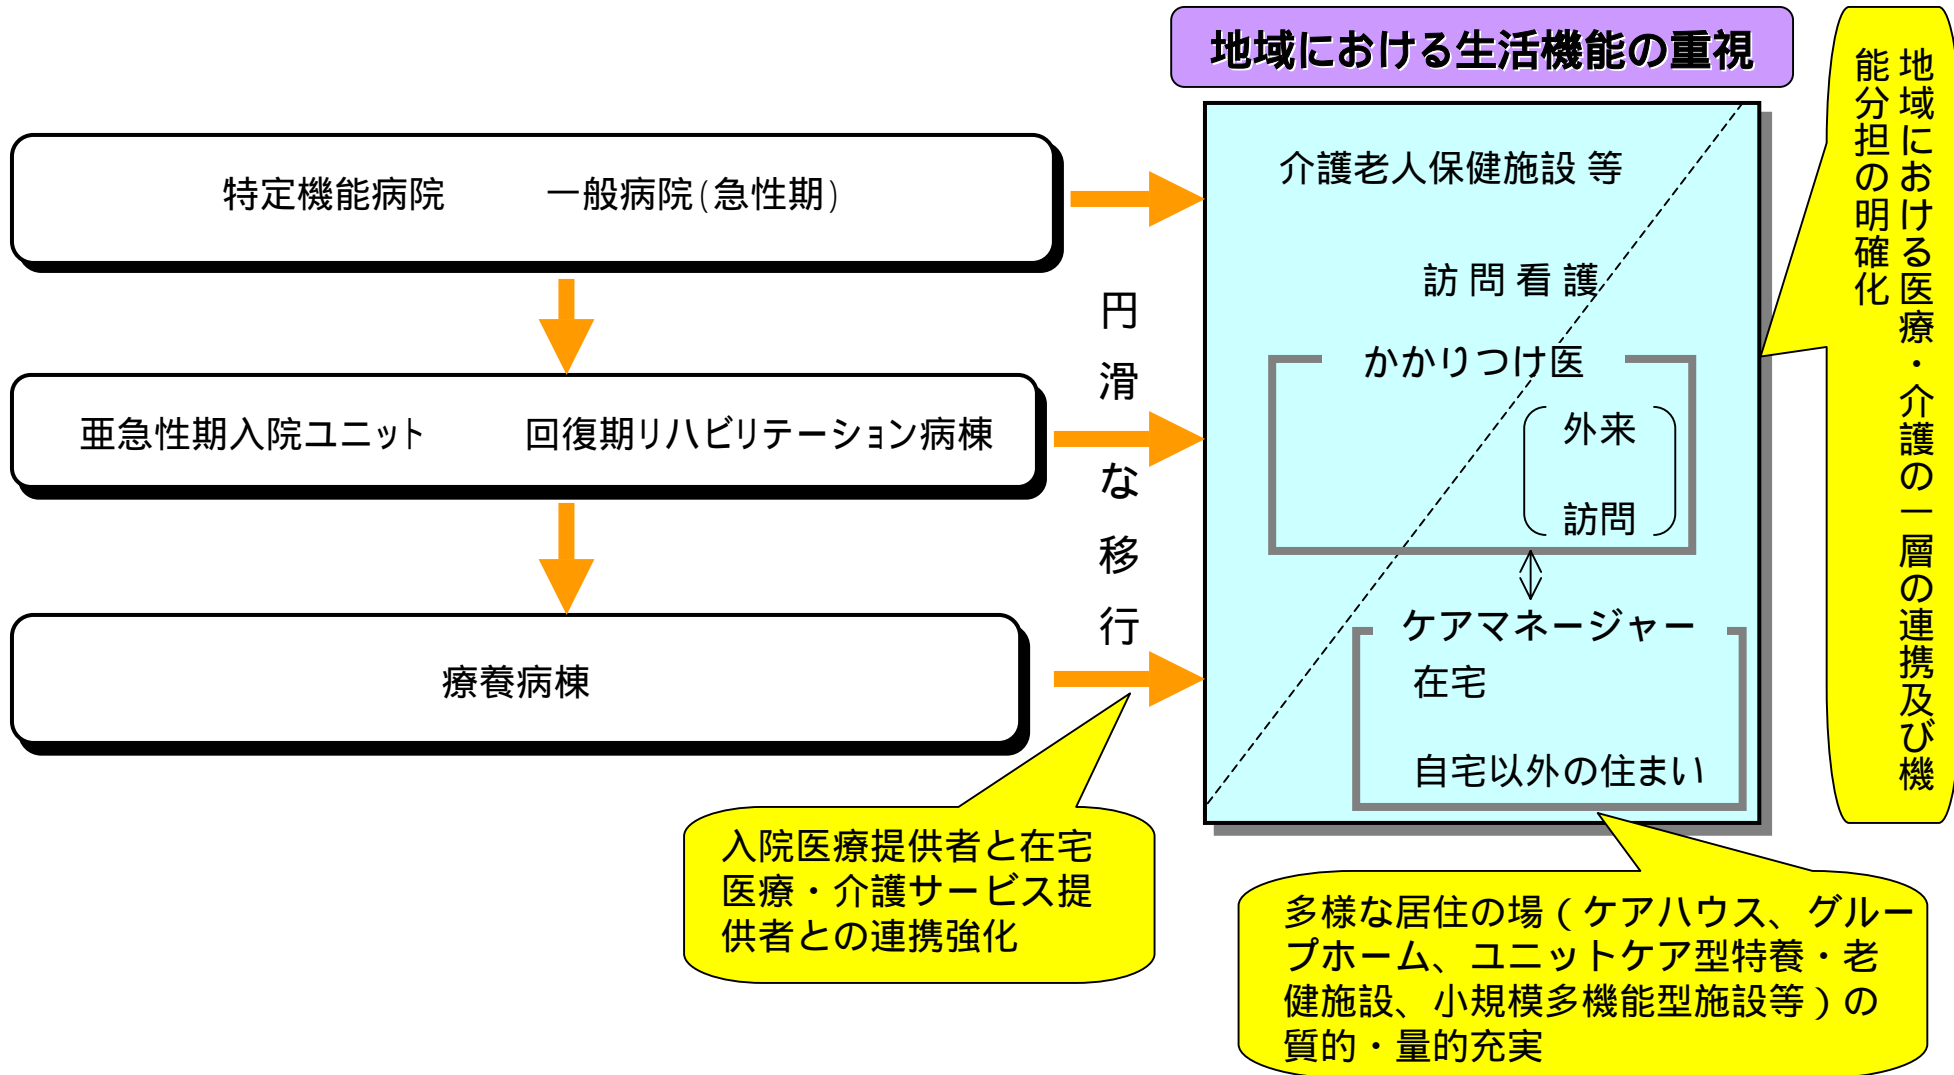 地域における生活機能の重視
特定機能病院　一般病院(急性期)
亜急性期入院ユニット　回復期リハビリテーション病棟
療養病棟
円滑な移行
介護老人保健施設 等
訪 問 看 護
かかりつけ医
外来
訪問
ケアマネージャー
在宅
自宅以外の住まい
地域における医療・介護の一層の連携及び機
能分担の明確化
入院医療提供者と在宅
医療・介護サービス提
供者との連携強化
多様な居住の場（ケアハウス、グルー
プホーム、ユニットケア型特養・老
健施設、小規模多機能型施設等）の
質的・量的充実